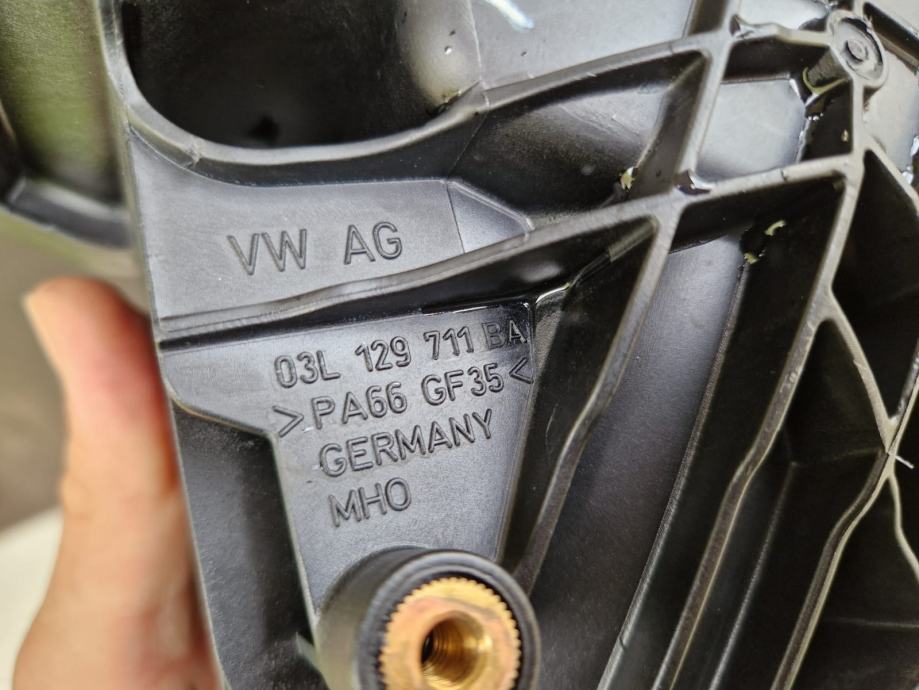 VW AG
03L 129 711 BA
>PA66 GF35<
GERMANY
MHO